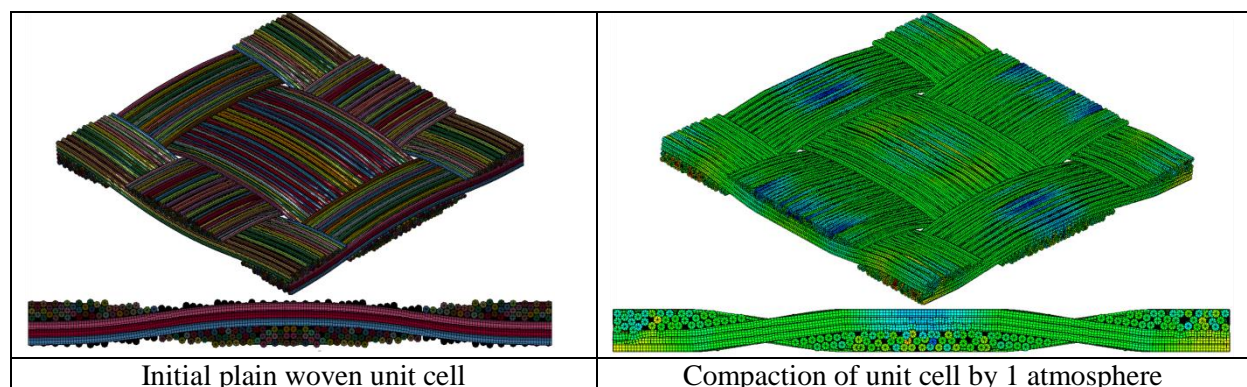 Initial plain woven unit cell
Compaction of unit cell by 1 atmosphere